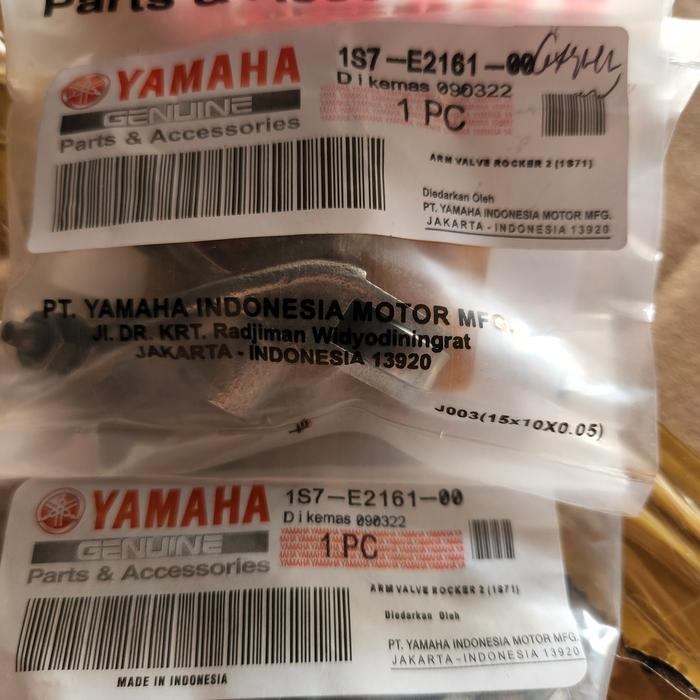 Parts &
YAMAHA
GENUINE
Parts & Accessories
1S7-E2161-00
Dikemas 090322
1 PC
ARM VALVE ROCKER 2 (1S71)
Diedarkan Oleh
PT. YAMAHA INDONESIA MOTOR MFG.
JAKARTA - INDONESIA 13920
PT. YAMAHA INDONESIA MOTOR MFG.
Jl. DR. KRT. Radjiman Widyodiningrat
JAKARTA - INDONESIA 13920
J003(15x10X0.05)
YAMAHA
GENUINE
Parts & Accessories
MADE IN INDONESIA
1S7-E2161-00
Dikemas 090322
1 PC
ARM VALVE ROCKER 2 (1S71)
Diedarkan Oleh
PT. YAMAHA INDONESIA MOTOR MFG.
JAKARTA - INDONESIA 13920